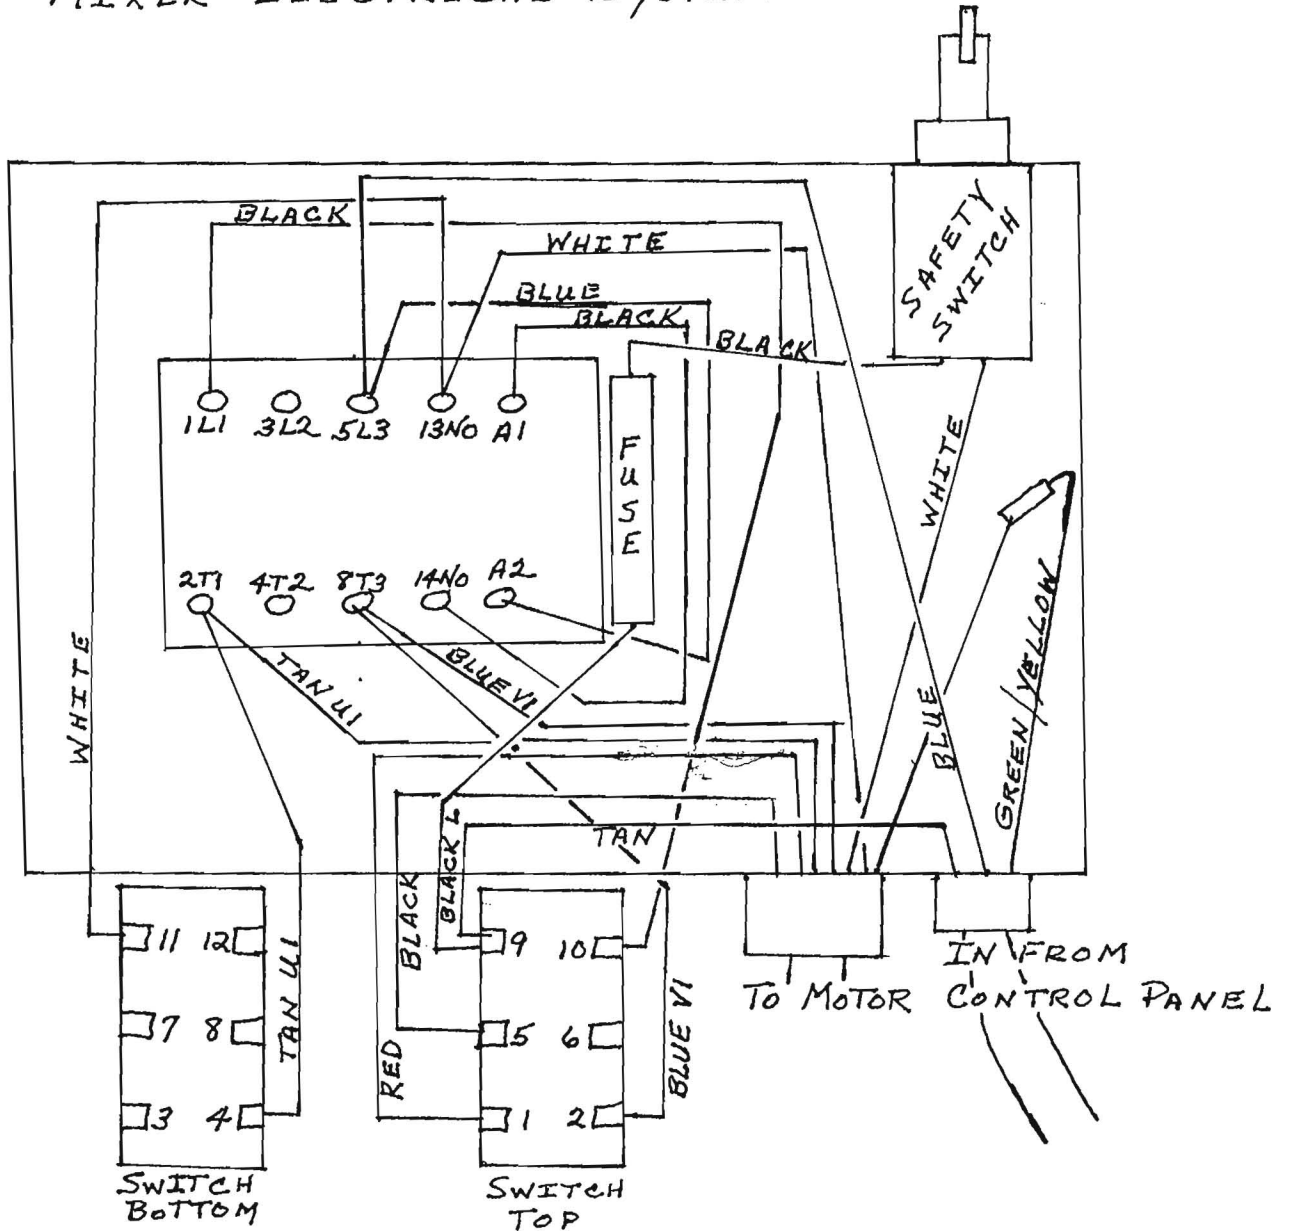 MIXER ELECTRICAL SYSTEM
BLACK
WHITE
BLUE
BLACK
BLACK
SAFETY
SWITCH
1L1 3L2 5L3 13NO A1
FUSE
WHITE
2T1 4T2 8T3 14NO A2
WHITE
TAN U1
BLUE V1
BLUE
GREEN/YELLOW
TAN
BLACK
BLACK L
11 12
7 8
3 4
TAN U1
RED
9 10
5 6
1 2
BLUE V1
TO MOTOR
IN FROM
CONTROL PANEL
SWITCH
BOTTOM
SWITCH
TOP